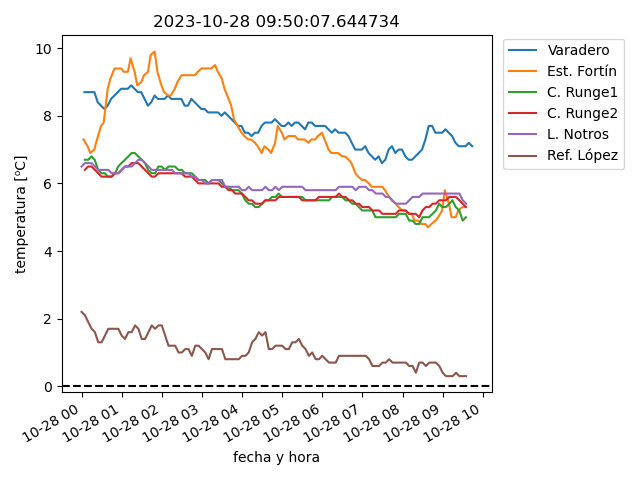 2023-10-28 09:50:07.644734
temperatura [ºC]
10
8
6
4
2
0
10-28 00
10-28 01
10-28 02
10-28 03
10-28 04
10-28 05
10-28 06
10-28 07
10-28 08
10-28 09
10-28 10
fecha y hora
Varadero
Est. Fortín
C. Runge1
C. Runge2
L. Notros
Ref. López